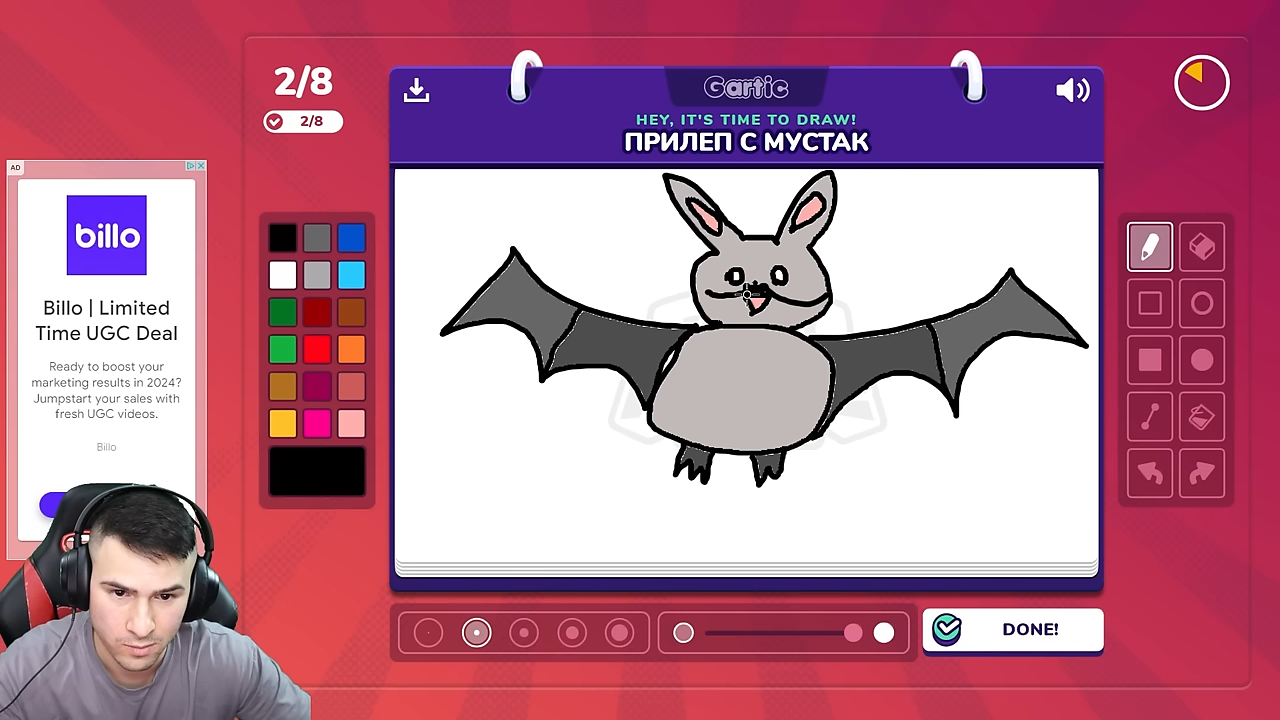 2/8
2/8
Gartic
HEY, IT'S TIME TO DRAW!
ПРИЛЕП С МУСТАК
AD
billo
Billo | Limited
Time UGC Deal
Ready to boost your
marketing results in 2024?
Jumpstart your sales with
fresh UGC videos.
Billo
DONE!